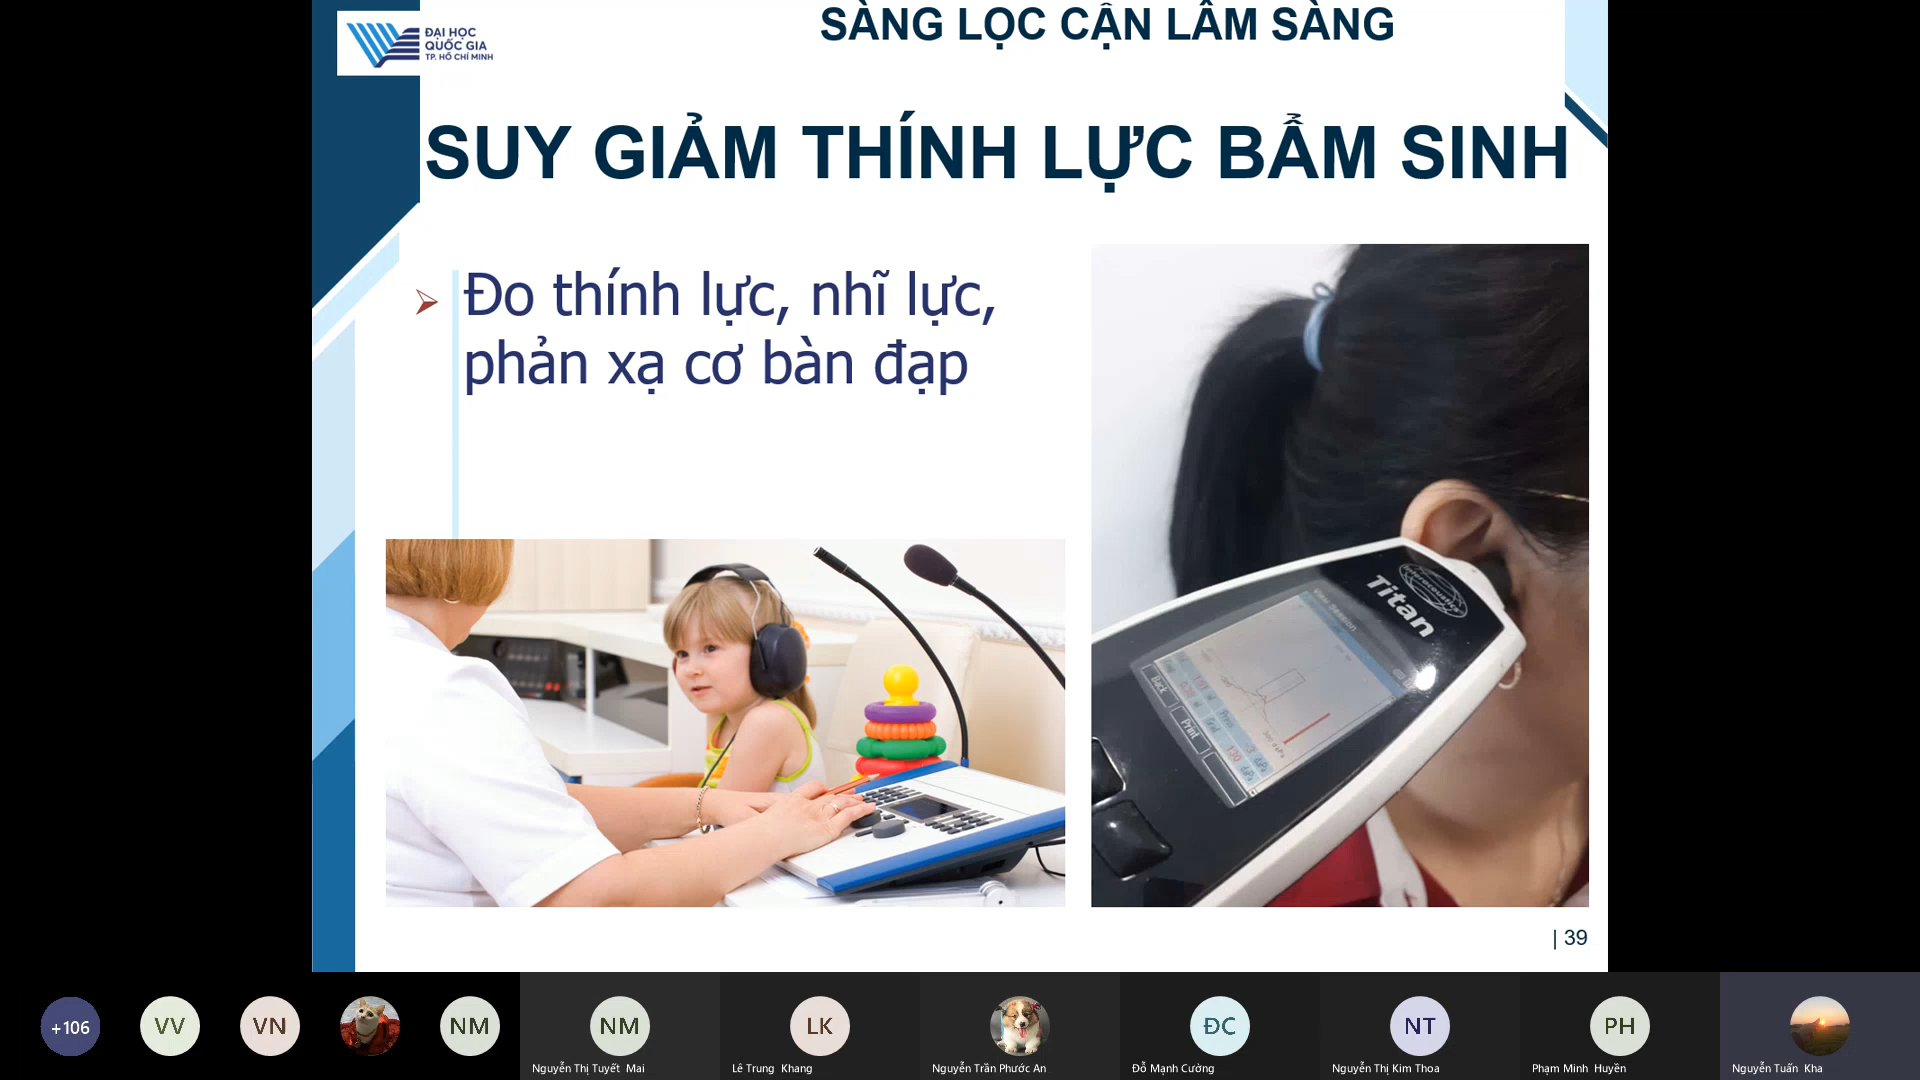 SÀNG LỌC CẬN LÂM SÀNG
ĐẠI HỌC
QUỐC GIA
TP. HỒ CHÍ MINH
SUY GIẢM THÍNH LỰC BẨM SINH
Đo thính lực, nhĩ lực,
phản xạ cơ bàn đạp
Interacoustics
Titan
View Session
Back
Print
| 39
+106
VV
VN
NM
NM
LK
ĐC
NT
PH
Nguyễn Thị Tuyết Mai
Lê Trung Khang
Nguyễn Trần Phước An
Đỗ Mạnh Cường
Nguyễn Thị Kim Thoa
Phạm Minh Huyền
Nguyễn Tuấn Kha